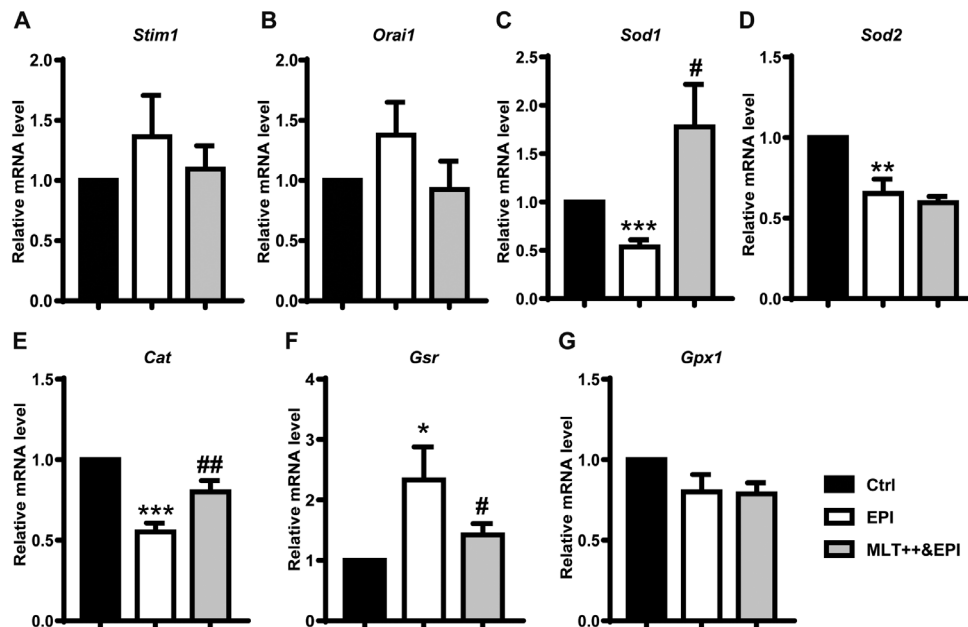 A
Stim1
Relative mRNA level
2.0
1.5
1.0
0.5
0.0
B
Orai1
Relative mRNA level
2.0
1.5
1.0
0.5
0.0
C
Sod1
Relative mRNA level
2.5
2.0
1.5
1.0
0.5
0.0
***
#
D
Sod2
Relative mRNA level
1.5
1.0
0.5
0.0
**
E
Cat
Relative mRNA level
1.5
1.0
0.5
0.0
***
##
F
Gsr
Relative mRNA level
4
3
2
1
0
*
#
G
Gpx1
Relative mRNA level
1.5
1.0
0.5
0.0
Ctrl
EPI
MLT++&EPI